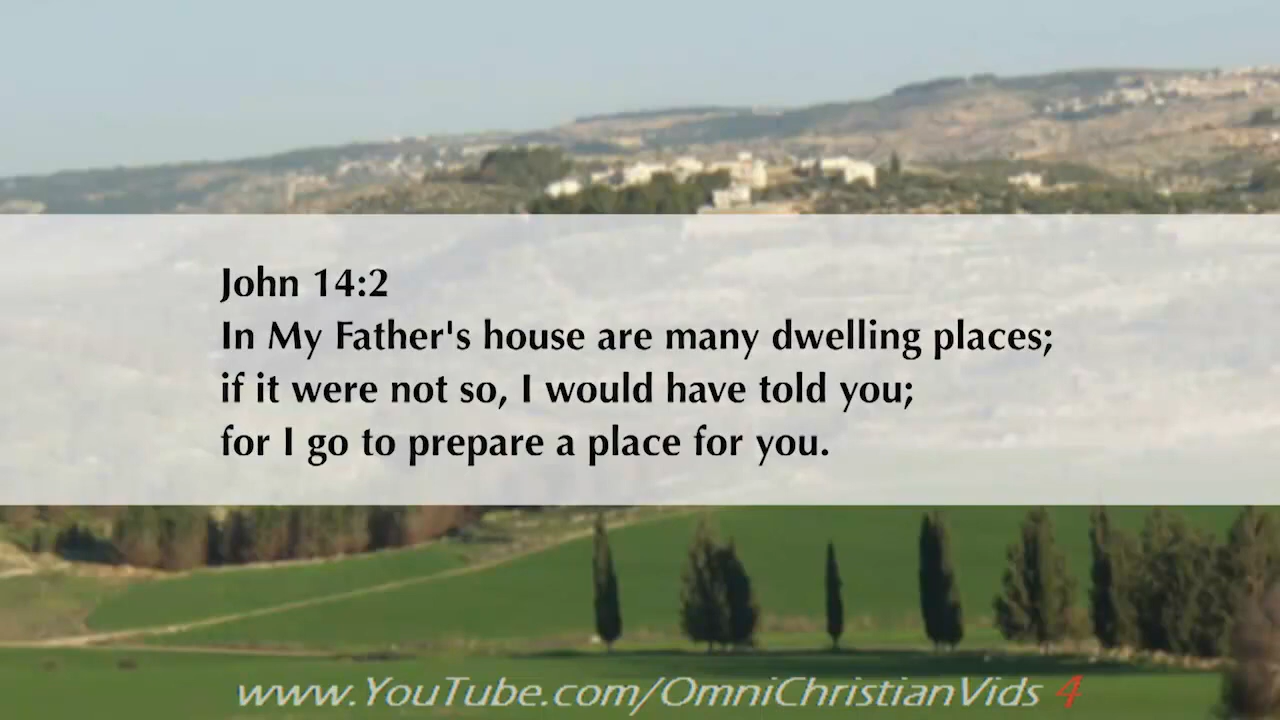 John 14:2
In My Father's house are many dwelling places;
if it were not so, I would have told you;
for I go to prepare a place for you.
www.YouTube.com/OmniChristianVids 4